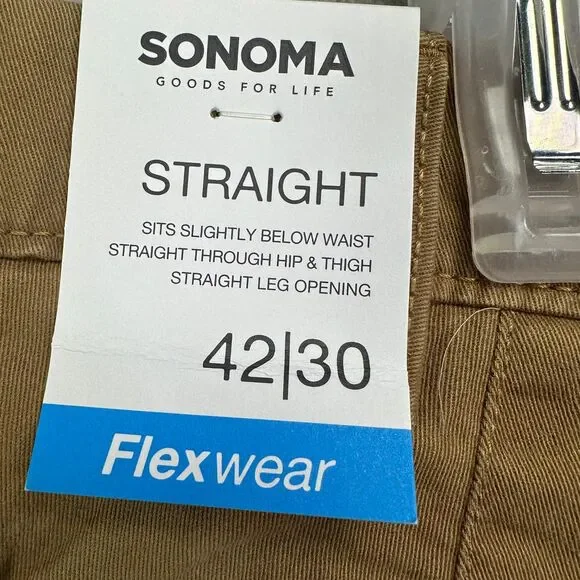 SONOMA
GOODS FOR LIFE
STRAIGHT
SITS SLIGHTLY BELOW WAIST
STRAIGHT THROUGH HIP & THIGH
STRAIGHT LEG OPENING
42|30
Flexwear